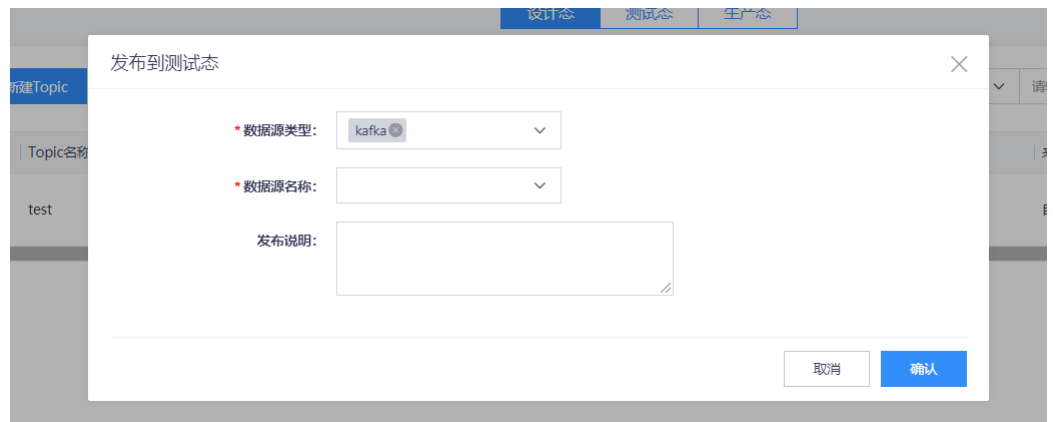 设计态 测试态 生产态
发布到测试态
新建Topic
*数据源类型: kafka
Topic名称
*数据源名称:
test
发布说明:
取消 确认